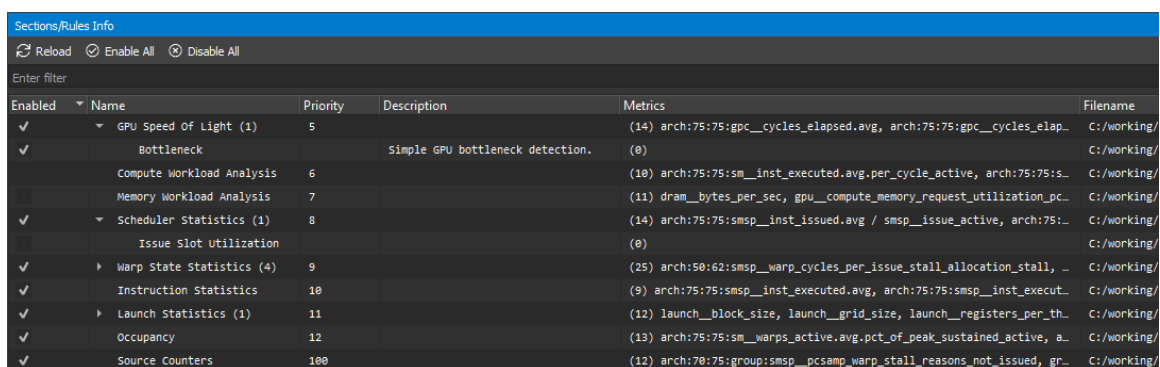 Sections/Rules Info
Reload Enable All Disable All
Enter filter
Enabled Name Priority Description Metrics Filename
GPU Speed Of Light (1) 5 (14) arch:75:75:gpc__cycles_elapsed.avg, arch:75:75:gpc__cycles_elap… C:/working/
Bottleneck Simple GPU bottleneck detection. (0) C:/working/
Compute Workload Analysis 6 (10) arch:75:75:sm__inst_executed.avg.per_cycle_active, arch:75:75:s… C:/working/
Memory Workload Analysis 7 (11) dram__bytes_per_sec, gpu__compute_memory_request_utilization_pc… C:/working/
Scheduler Statistics (1) 8 (14) arch:75:75:smsp__inst_issued.avg / smsp__issue_active, arch:75:… C:/working/
Issue Slot Utilization (0) C:/working/
Warp State Statistics (4) 9 (25) arch:50:62:smsp__warp_cycles_per_issue_stall_allocation_stall, … C:/working/
Instruction Statistics 10 (9) arch:75:75:smsp__inst_executed.avg, arch:75:75:smsp__inst_execut… C:/working/
Launch Statistics (1) 11 (12) launch__block_size, launch__grid_size, launch__registers_per_th… C:/working/
Occupancy 12 (13) arch:75:75:sm__warps_active.avg.pct_of_peak_sustained_active, a… C:/working/
Source Counters 100 (12) arch:70:75:group:smsp__pcsamp_warp_stall_reasons_not_issued, gr… C:/working/